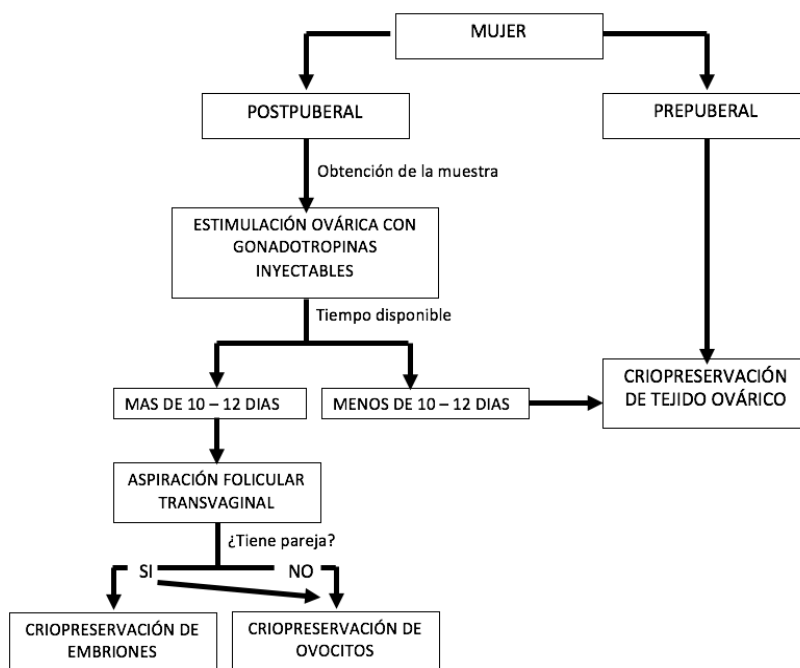 MUJER
POSTPUBERAL
PREPUBERAL
Obtención de la muestra
ESTIMULACIÓN OVÁRICA CON
GONADOTROPINAS
INYECTABLES
Tiempo disponible
MAS DE 10 – 12 DIAS
MENOS DE 10 – 12 DIAS
CRIOPRESERVACIÓN
DE TEJIDO OVÁRICO
ASPIRACIÓN FOLICULAR
TRANSVAGINAL
¿Tiene pareja?
SI
NO
CRIOPRESERVACIÓN DE
EMBRIONES
CRIOPRESERVACIÓN DE
OVOCITOS